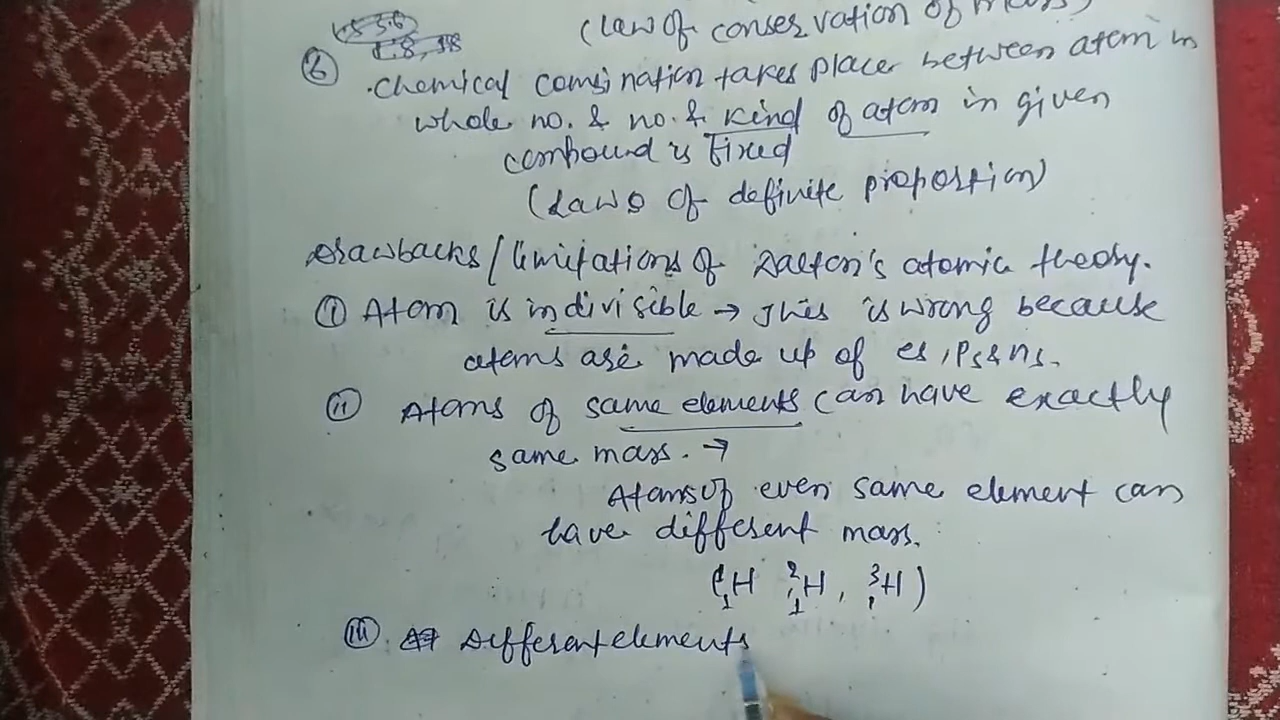 (law of conservation of mass)
⑥ Chemical combination takes place between atom in
whole no. & no. & kind of atom in given
compound is fixed
(Laws of definite proportion)
Drawbacks/limitations of Dalton's atomic theory.
① Atom is indivisible → This is wrong because
atoms are made up of es, Ps & ns.
⑪ Atoms of same elements can have exactly
same mass. →
Atoms of even same element can
have different mass.
(¹₁H ²₁H, ³₁H)
⑪⑪ Different elements